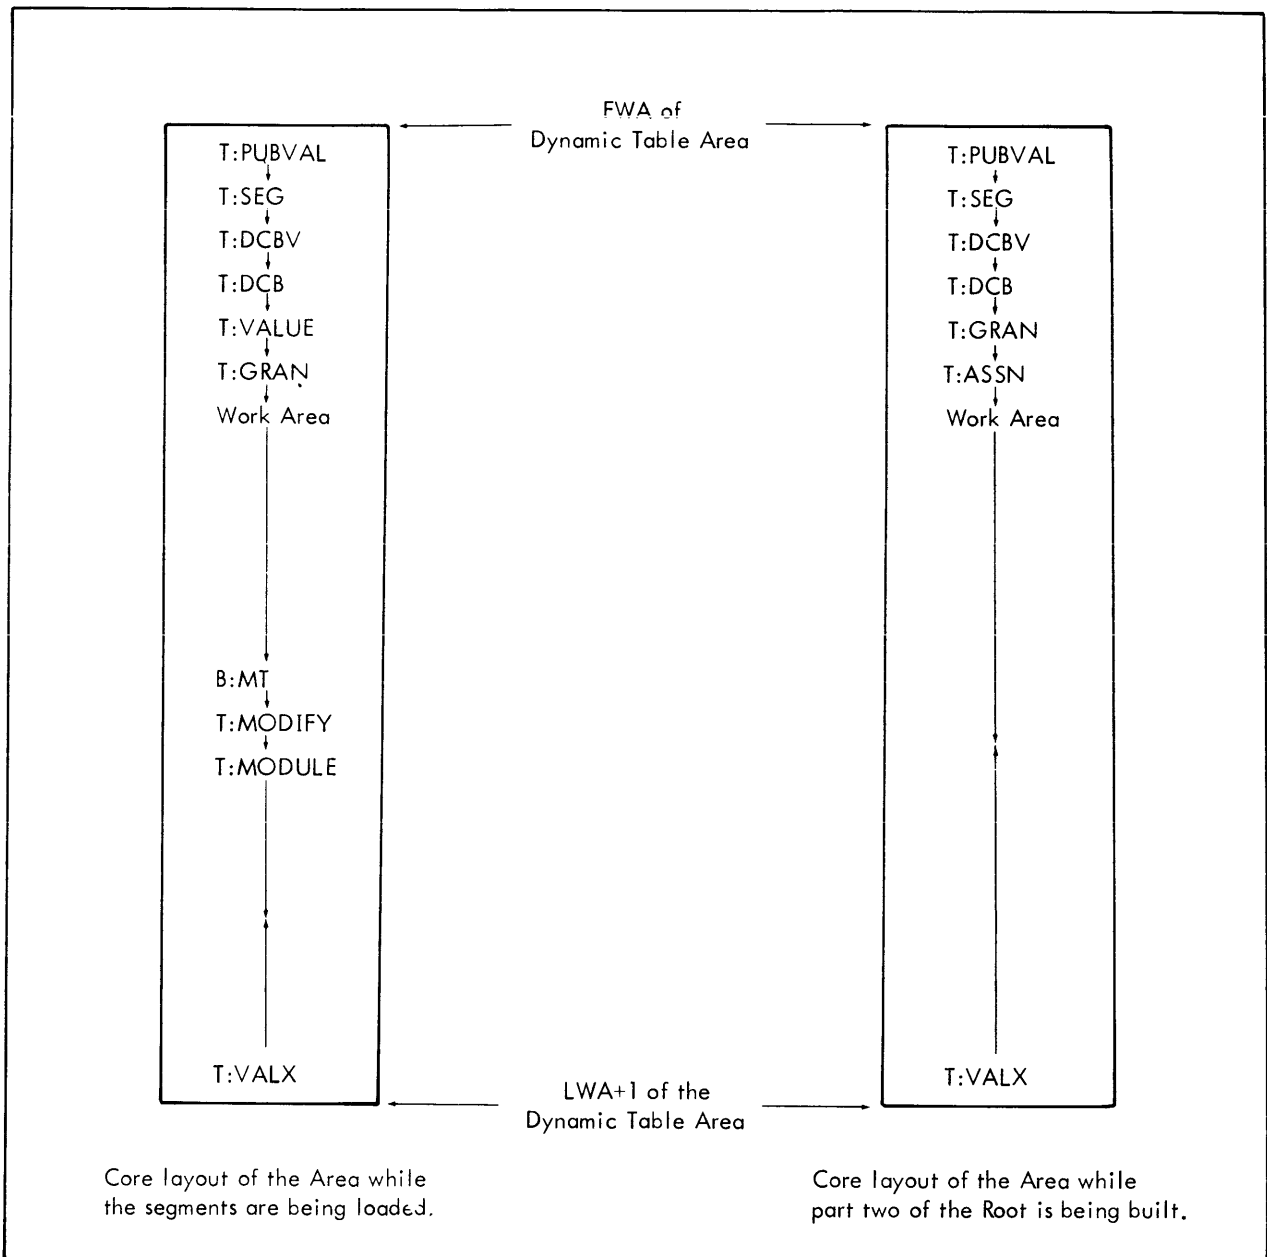 FWA of
Dynamic Table Area
T:PUBVAL
T:SEG
T:DCBV
T:DCB
T:VALUE
T:GRAN
Work Area
B:MT
T:MODIFY
T:MODULE
T:VALX
T:PUBVAL
T:SEG
T:DCBV
T:DCB
T:GRAN
T:ASSN
Work Area
T:VALX
LWA+1 of the
Dynamic Table Area
Core layout of the Area while
the segments are being loaded.
Core layout of the Area while
part two of the Root is being built.